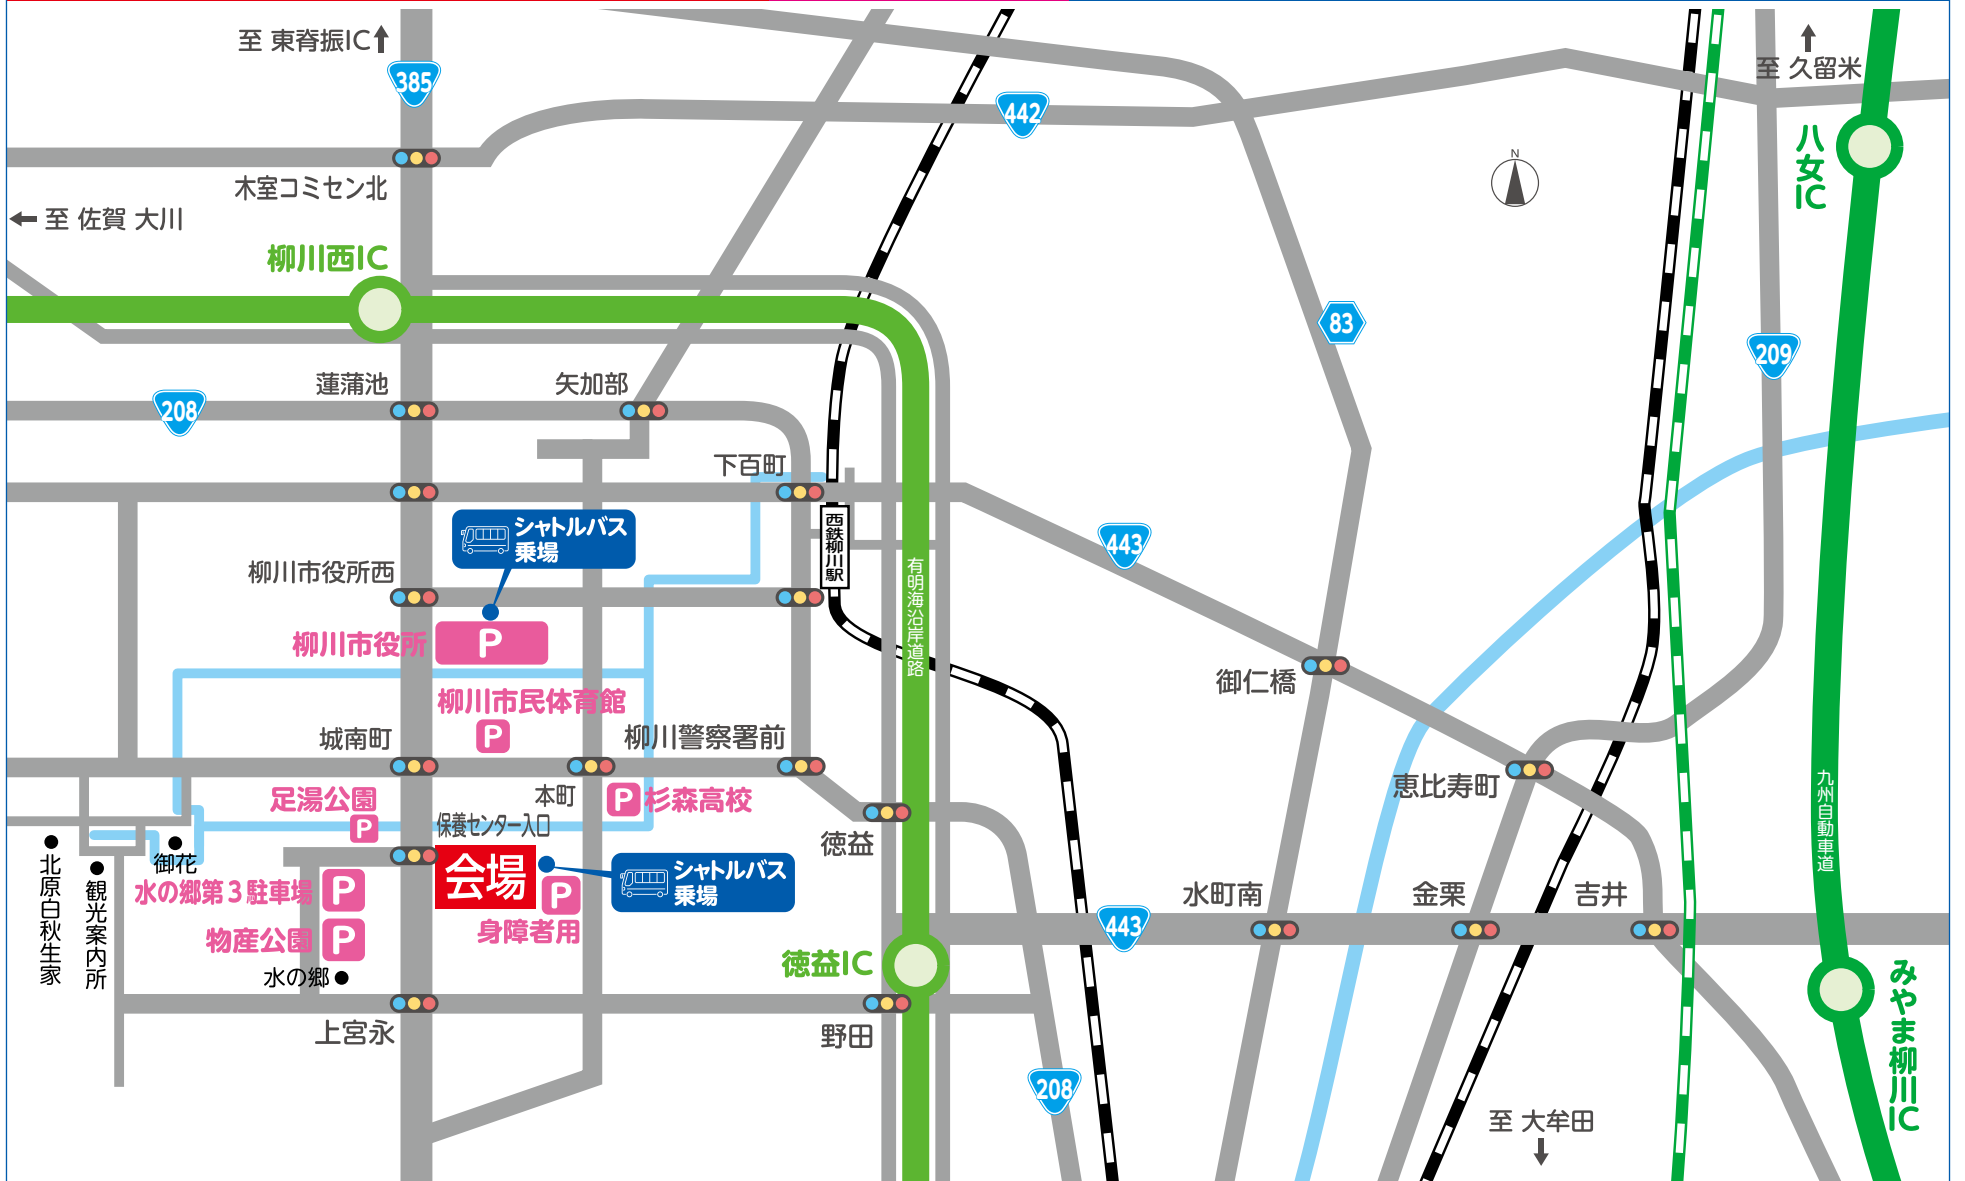 至 東脊振IC
385
442
至 久留米
八女IC
N
木室コミセン北
至 佐賀 大川
柳川西IC
83
209
蓮蒲池
矢加部
208
下百町
シャトルバス
乗場
西鉄柳川駅
443
有明海沿岸道路
柳川市役所西
柳川市役所
P
御仁橋
柳川市民体育館
P
城南町
柳川警察署前
恵比寿町
九州自動車道
足湯公園
P
本町
P
杉森高校
保養センター入口
徳益
北原白秋生家
観光案内所
御花
水の郷第3駐車場
P
会場
P
シャトルバス
乗場
身障者用
水町南
金栗
吉井
443
物産公園
P
水の郷
徳益IC
みやま柳川IC
上宮永
野田
208
至 大牟田